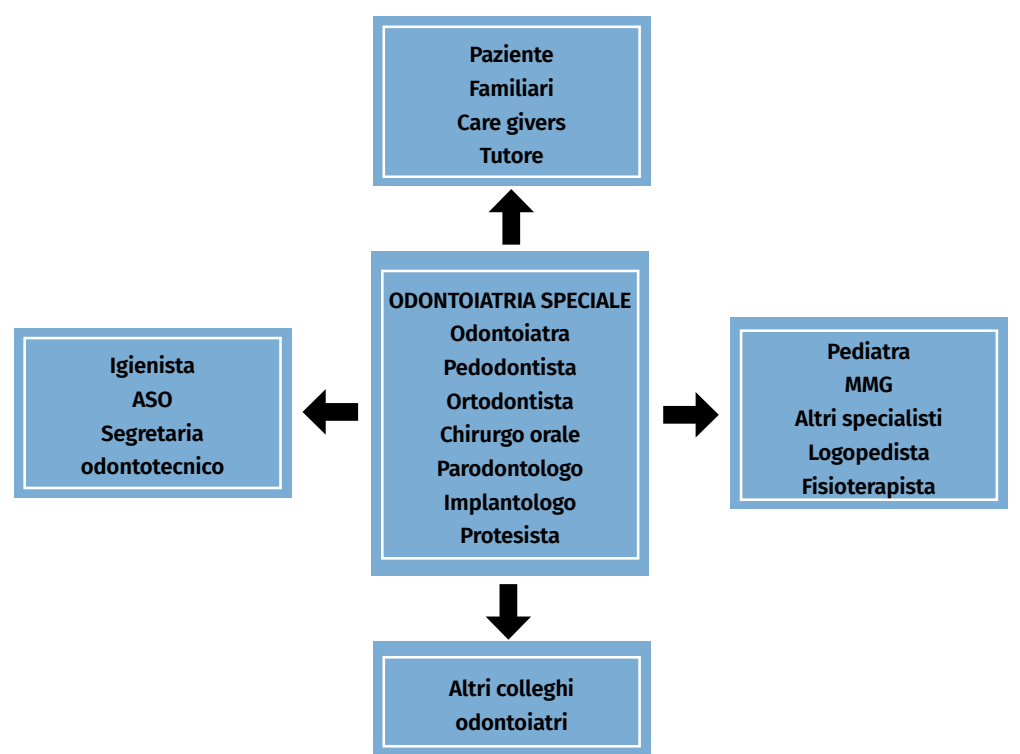 Paziente
Familiari
Care givers
Tutore
ODONTOIATRIA SPECIALE
Odontoiatra
Pedodontista
Ortodontista
Chirurgo orale
Parodontologo
Implantologo
Protesista
Igienista
ASO
Segretaria
odontotecnico
Pediatra
MMG
Altri specialisti
Logopedista
Fisioterapista
Altri colleghi
odontoiatri